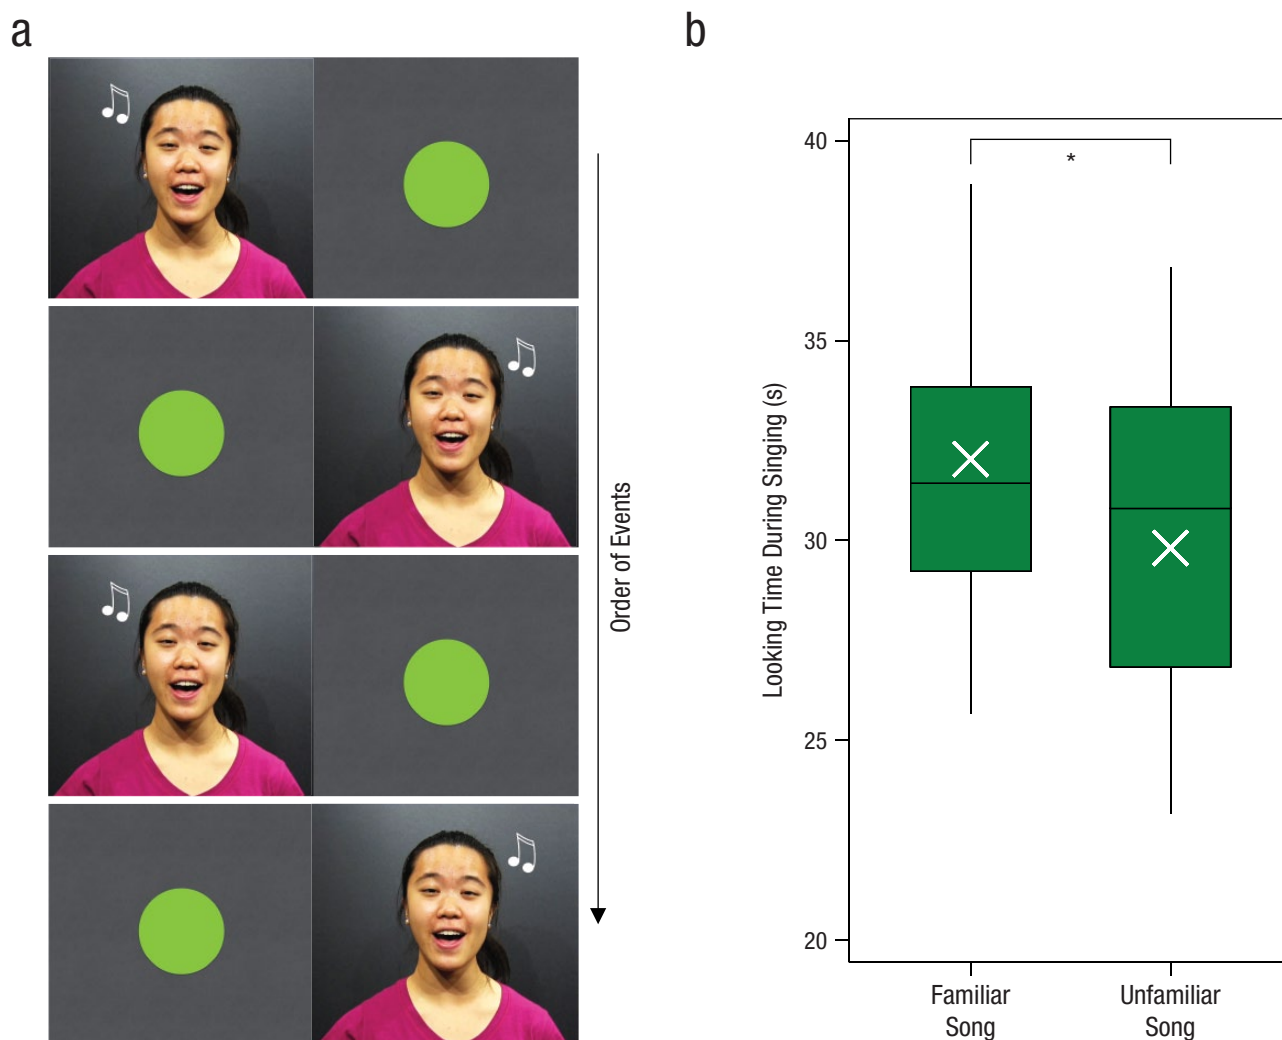 a
Order of Events
b
Looking Time During Singing (s)
40
35
30
25
20
*
Familiar
Song
Unfamiliar
Song